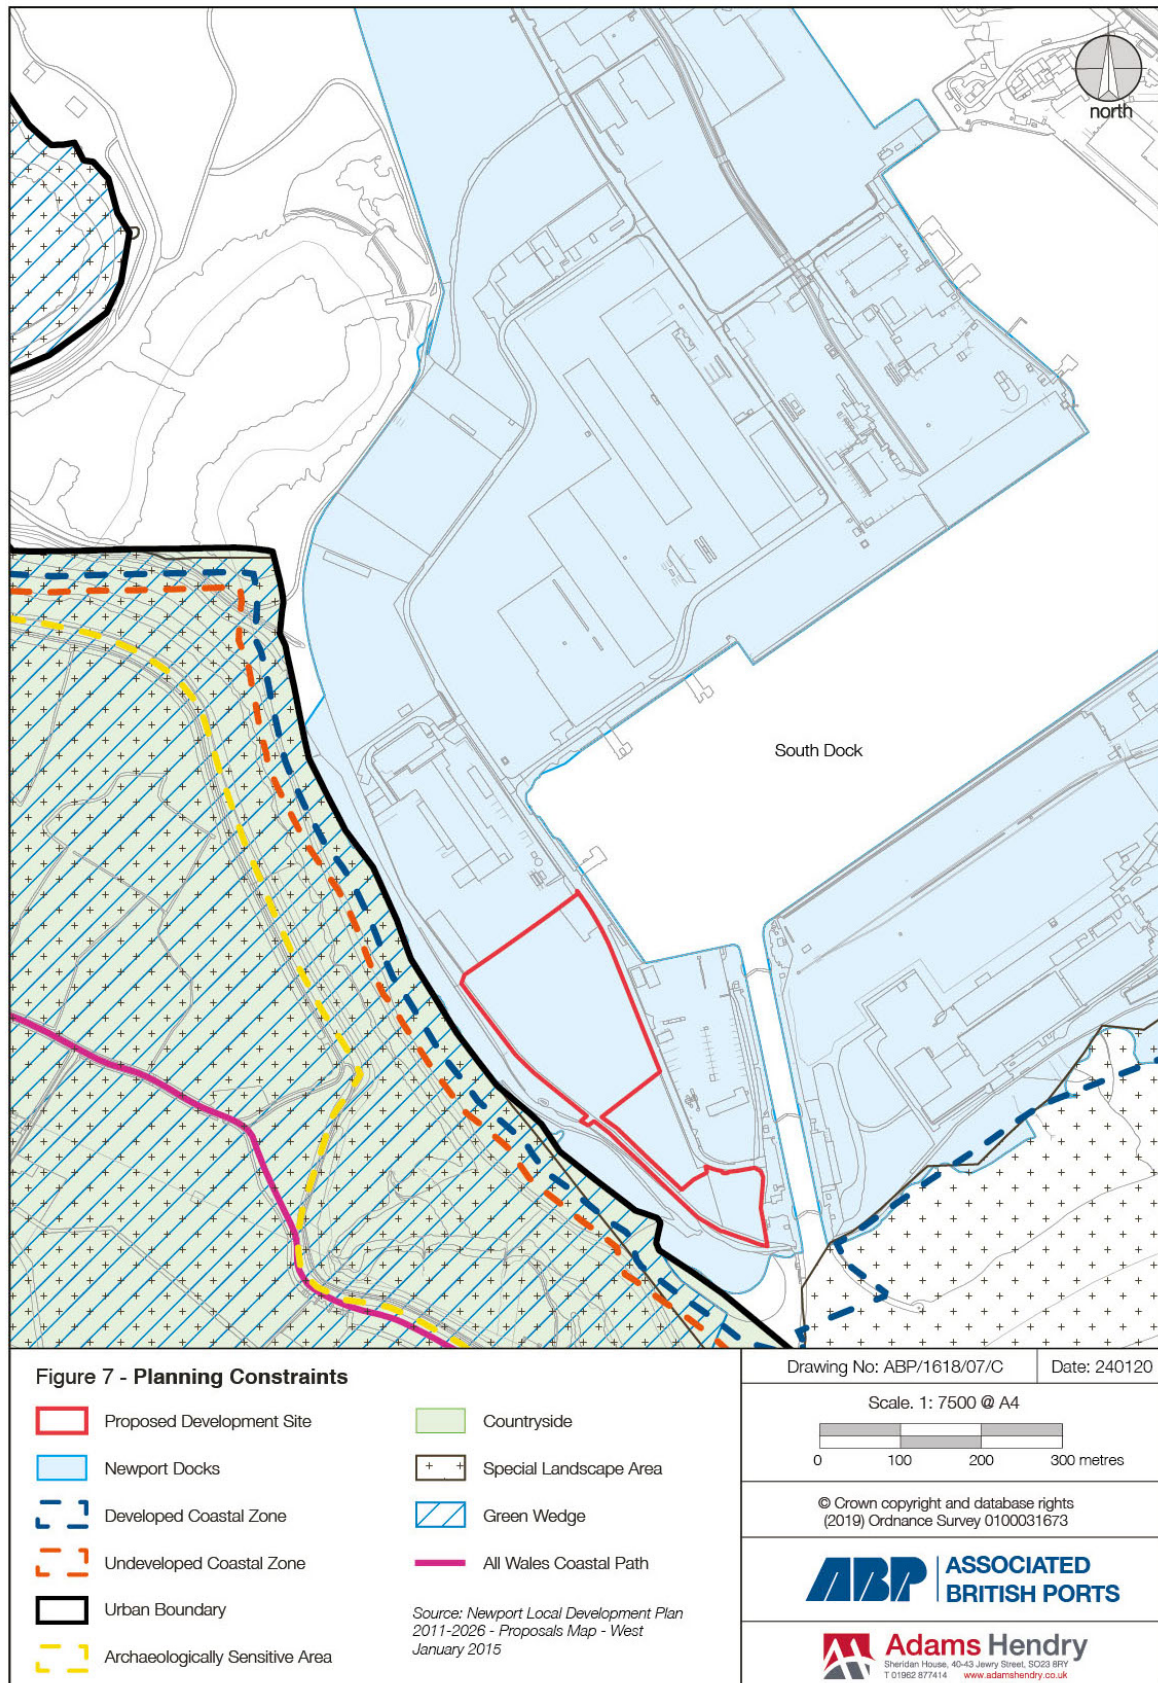 north
South Dock
Figure 7 - Planning Constraints
Proposed Development Site
Newport Docks
Developed Coastal Zone
Undeveloped Coastal Zone
Urban Boundary
Archaeologically Sensitive Area
Countryside
Special Landscape Area
Green Wedge
All Wales Coastal Path
Source: Newport Local Development Plan
2011-2026 - Proposals Map - West
January 2015
Drawing No: ABP/1618/07/C
Date: 240120
Scale. 1: 7500 @ A4
0 100 200 300 metres
© Crown copyright and database rights
(2019) Ordnance Survey 0100031673
ABP ASSOCIATED
BRITISH PORTS
Adams Hendry
Sheridan House, 40-43 Jewry Street, SO23 8RY
T 01962 877414 www.adamshendry.co.uk